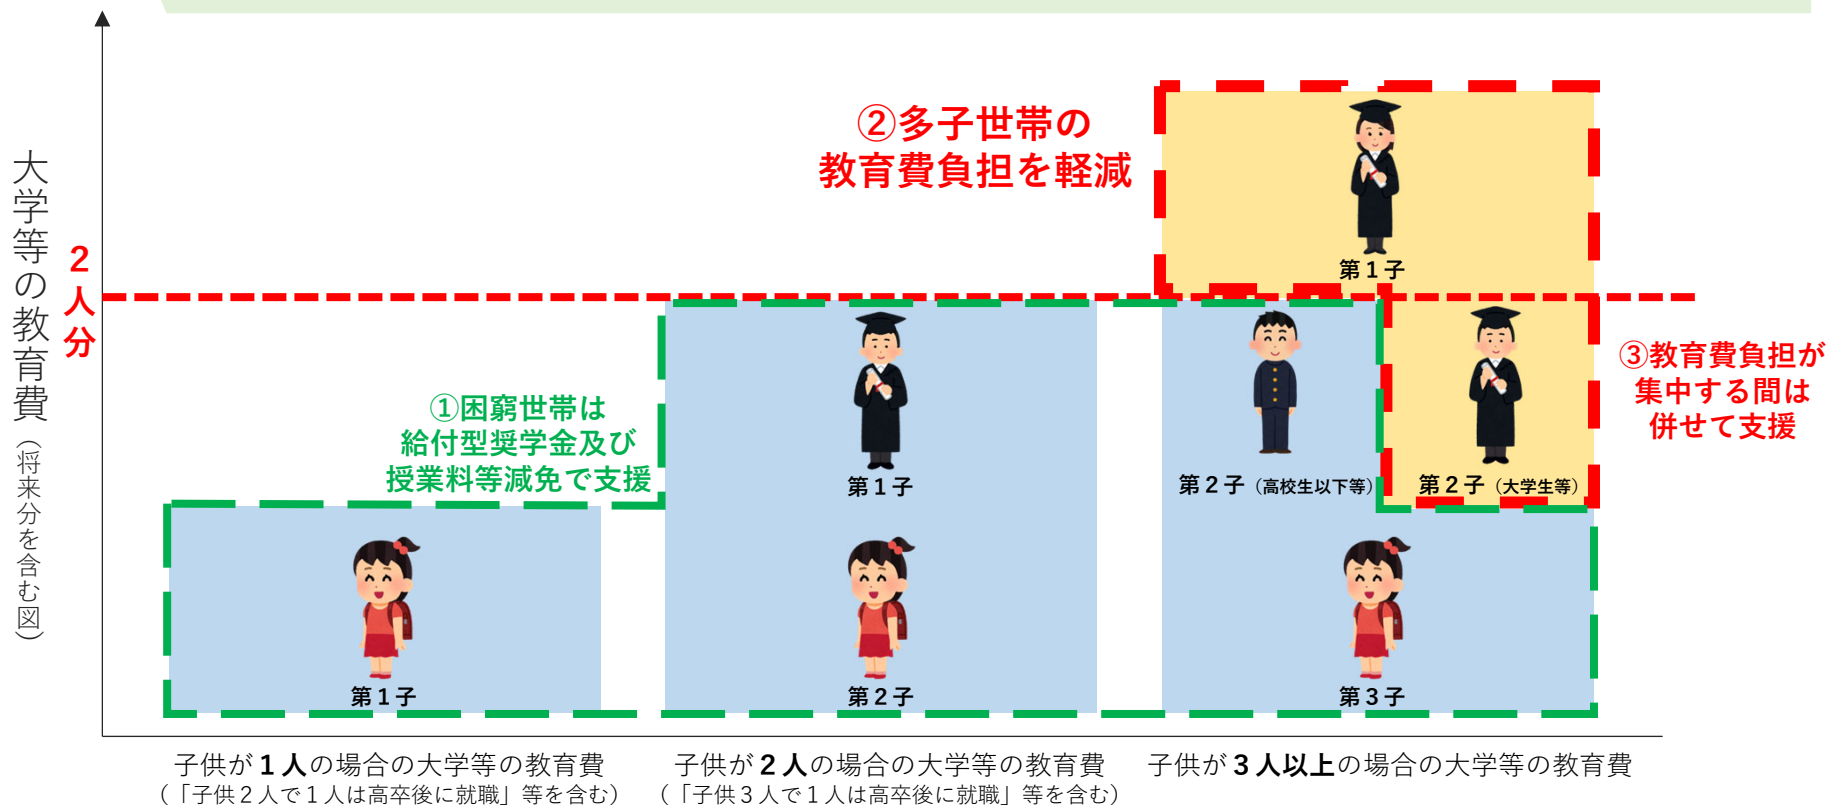 大学等の教育費（将来分を含む図）
2人分
②多子世帯の
教育費負担を軽減
第１子
①困窮世帯は
給付型奨学金及び
授業料等減免で支援
③教育費負担が
集中する間は
併せて支援
第１子
第２子（高校生以下等）
第２子（大学生等）
第１子
第２子
第３子
子供が１人の場合の大学等の教育費
（「子供２人で１人は高卒後に就職」等を含む）
子供が２人の場合の大学等の教育費
（「子供３人で１人は高卒後に就職」等を含む）
子供が３人以上の場合の大学等の教育費